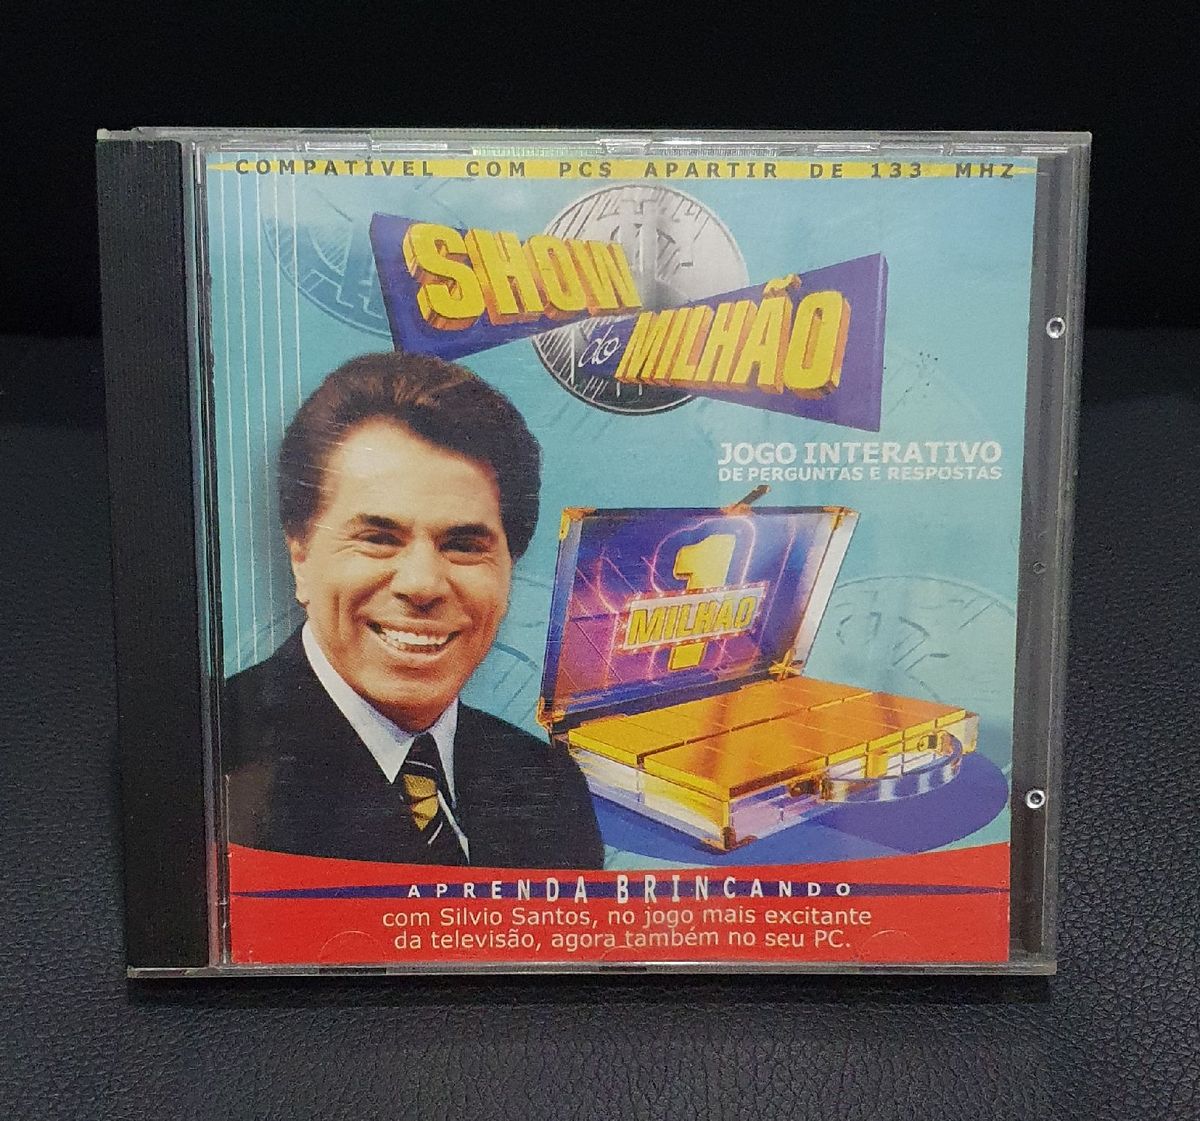 COMPATÍVEL COM PCS APARTIR DE 133 MHZ
SHOW
do MILHÃO
JOGO INTERATIVO
DE PERGUNTAS E RESPOSTAS
1
MILHÃO
APRENDA BRINCANDO
com Silvio Santos, no jogo mais excitante
da televisão, agora também no seu PC.